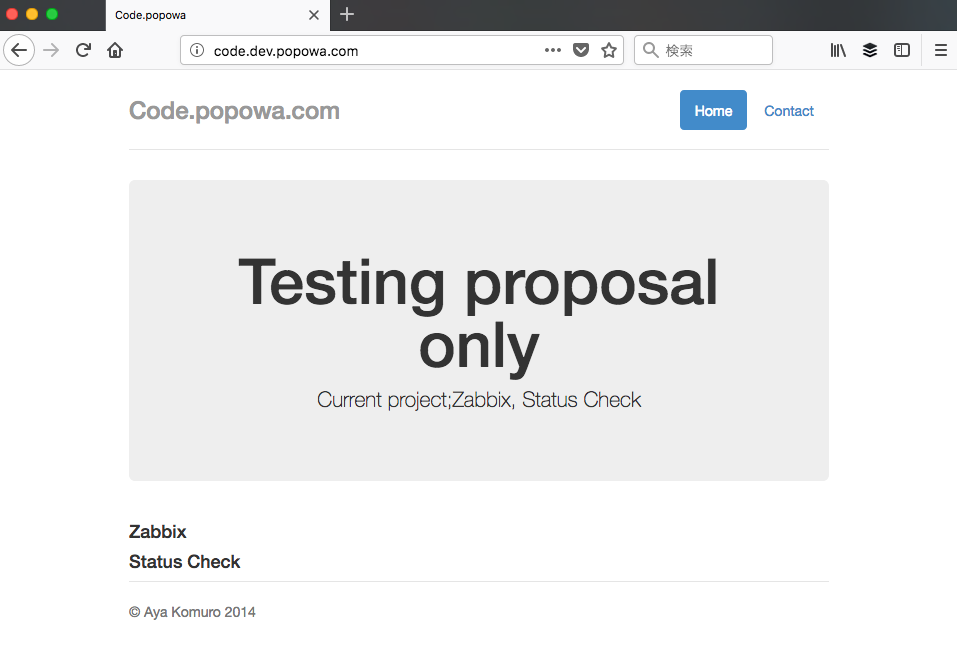 Code.popowa
code.dev.popowa.com
検索
Code.popowa.com
Home
Contact
Testing proposal
only
Current project;Zabbix, Status Check
Zabbix
Status Check
© Aya Komuro 2014